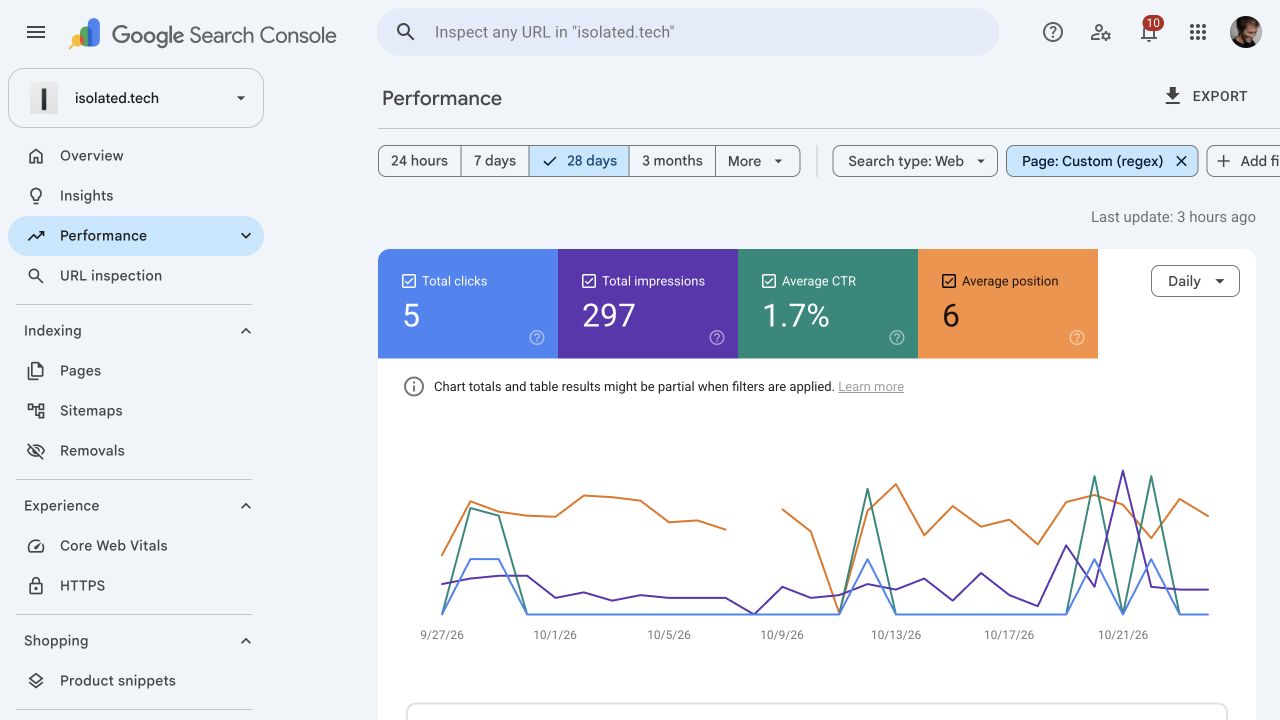 Google Search Console
Inspect any URL in "isolated.tech"
10
isolated.tech
Overview
Insights
Performance
URL inspection
Indexing
Pages
Sitemaps
Removals
Experience
Core Web Vitals
HTTPS
Shopping
Product snippets
Performance
EXPORT
24 hours
7 days
28 days
3 months
More
Search type: Web
Page: Custom (regex)
Add fi
Last update: 3 hours ago
Total clicks
5
Total impressions
297
Average CTR
1.7%
Average position
6
Daily
Chart totals and table results might be partial when filters are applied. Learn more
9/27/26
10/1/26
10/5/26
10/9/26
10/13/26
10/17/26
10/21/26